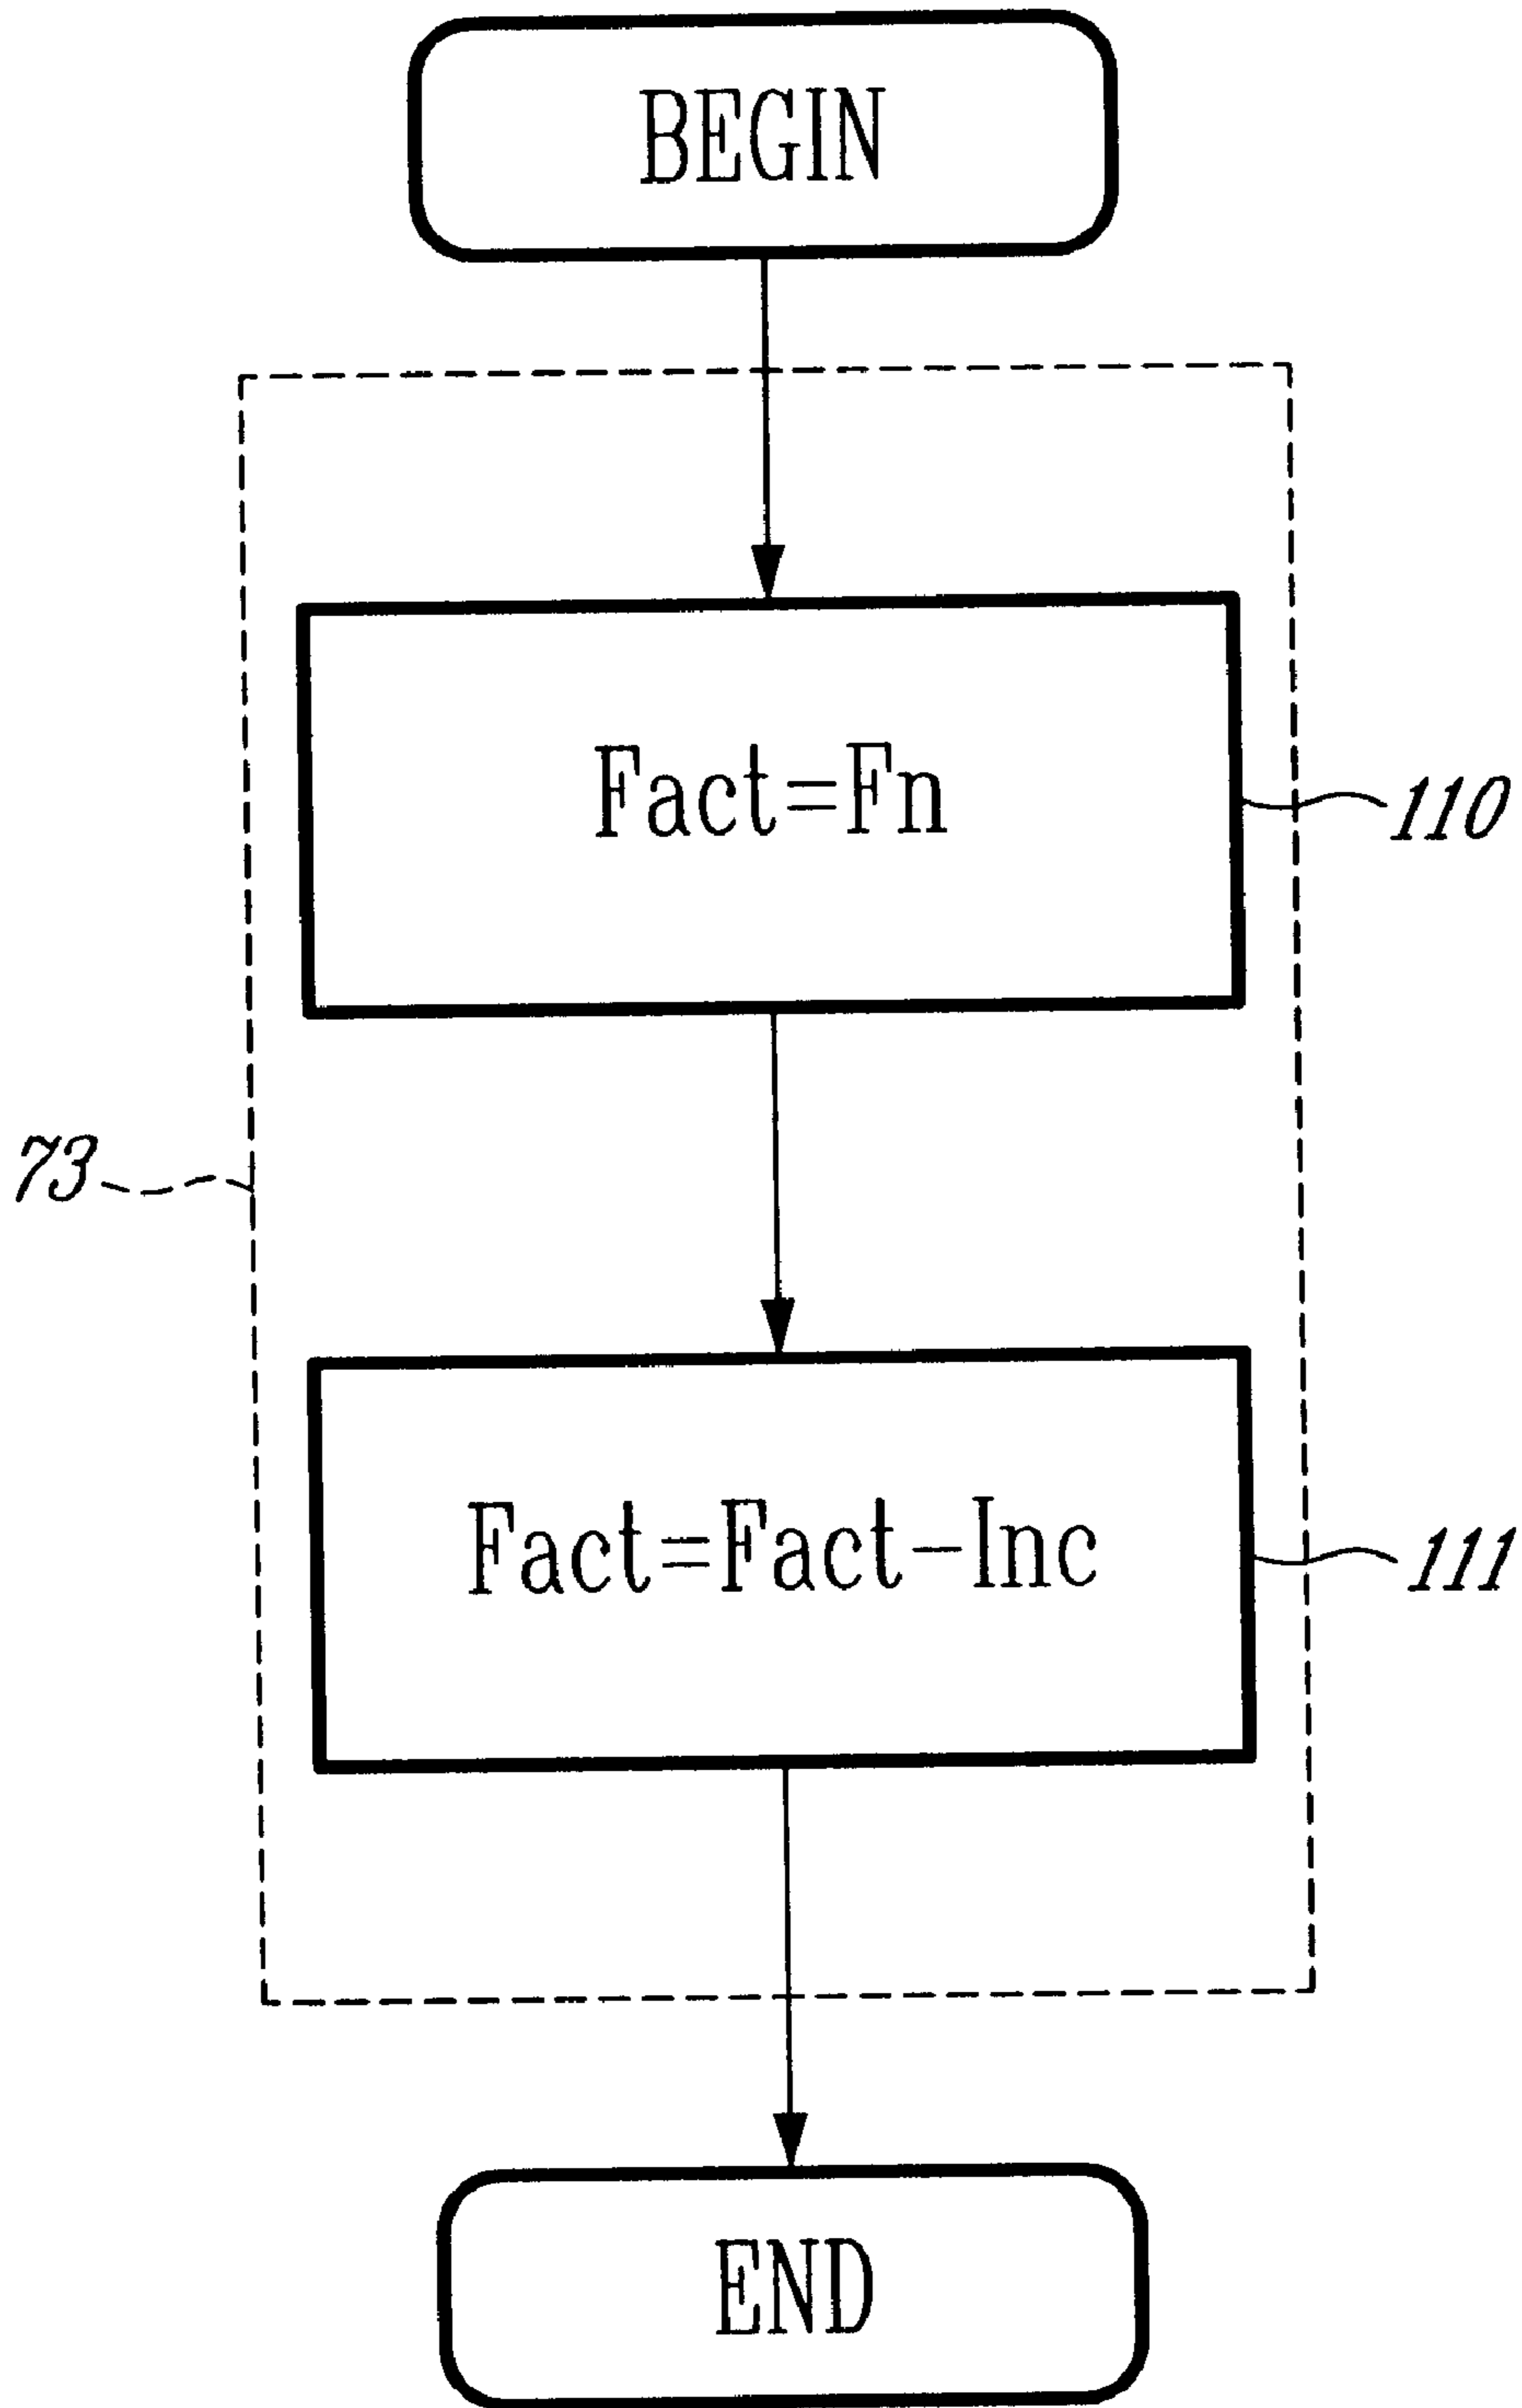 BEGIN
Fact=Fn
110
73
Fact=Fact-Inc
111
END